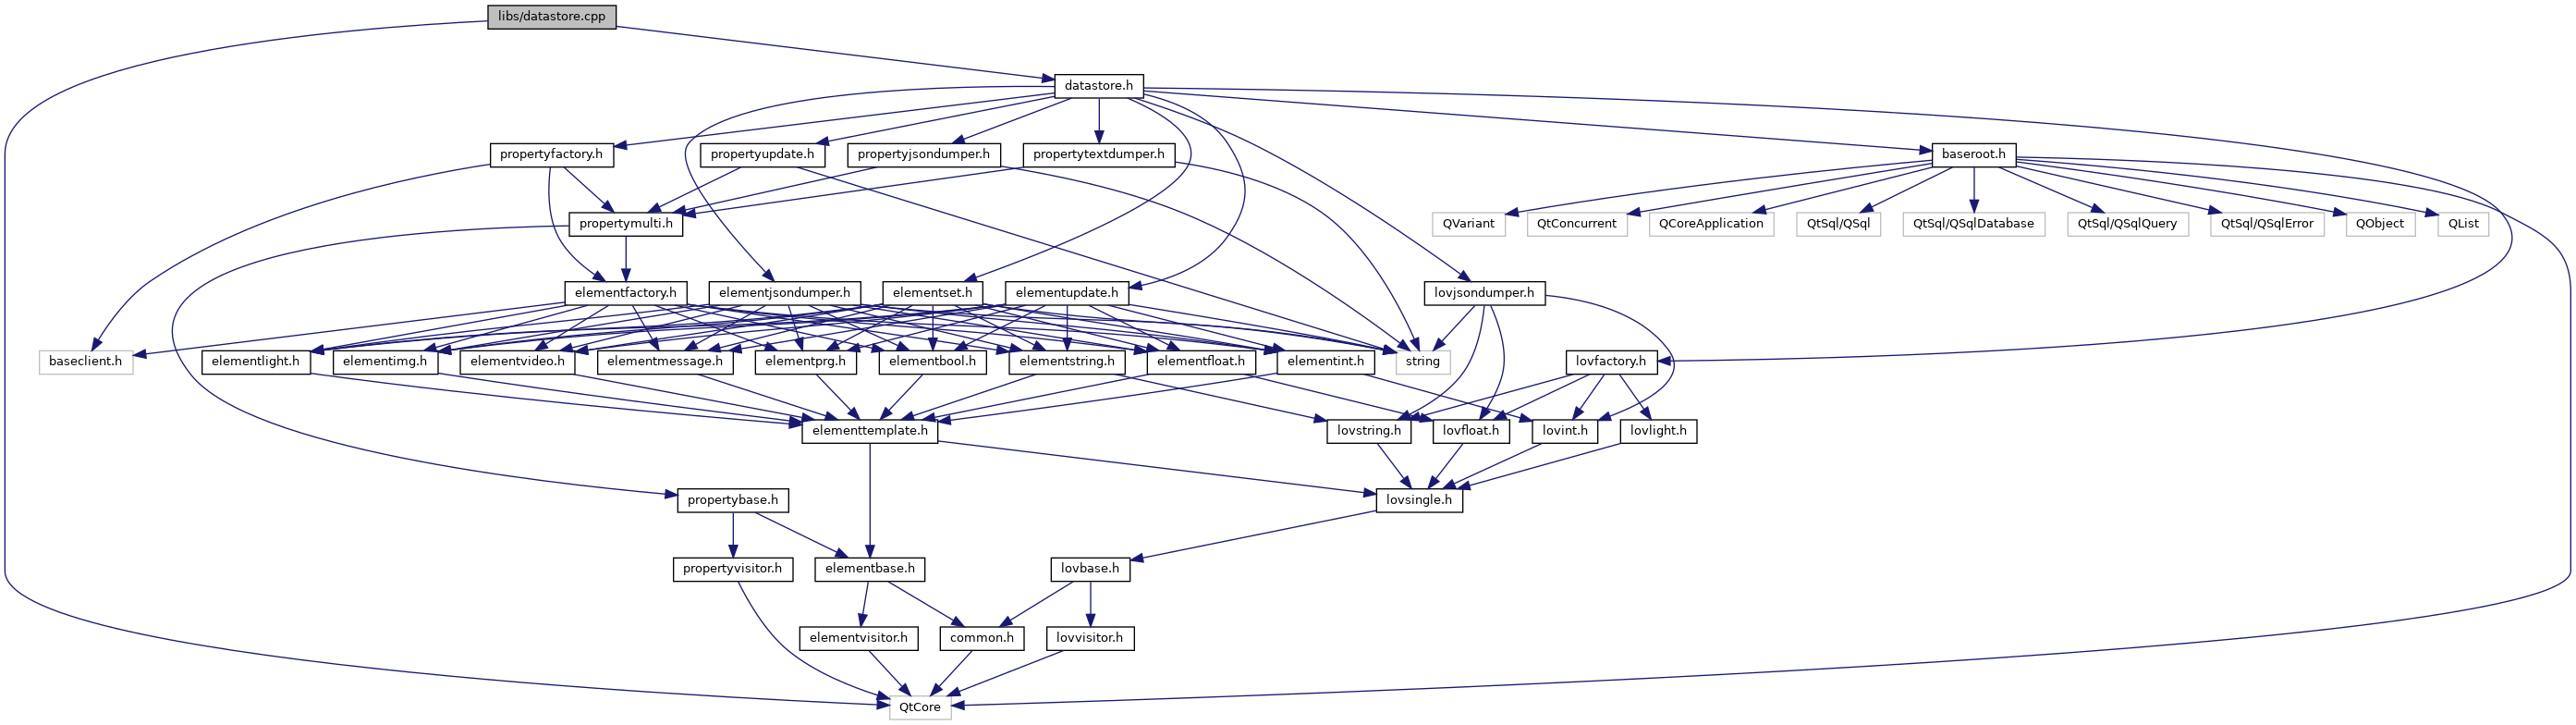 libs/datastore.cpp
datastore.h
propertyfactory.h
propertyupdate.h
propertyjsondumper.h
propertytextdumper.h
baseroot.h
propertymulti.h
QVariant
QtConcurrent
QCoreApplication
QtSql/QSql
QtSql/QSqlDatabase
QtSql/QSqlQuery
QtSql/QSqlError
QObject
QList
elementfactory.h
elementjsondumper.h
elementset.h
elementupdate.h
lovjsondumper.h
baseclient.h
elementlight.h
elementimg.h
elementvideo.h
elementmessage.h
elementprg.h
elementbool.h
elementstring.h
elementfloat.h
elementint.h
string
lovfactory.h
elementtemplate.h
lovstring.h
lovfloat.h
lovint.h
lovlight.h
propertybase.h
lovsingle.h
propertyvisitor.h
elementbase.h
lovbase.h
elementvisitor.h
common.h
lovvisitor.h
QtCore